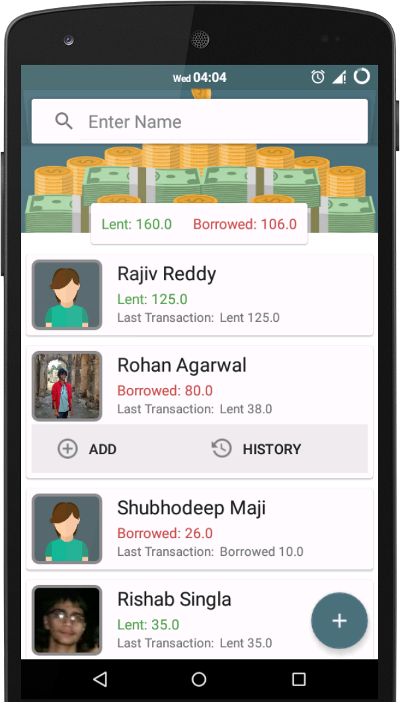 Wed 04:04
Enter Name
Lent: 160.0 Borrowed: 106.0
Rajiv Reddy
Lent: 125.0
Last Transaction: Lent 125.0
Rohan Agarwal
Borrowed: 80.0
Last Transaction: Lent 38.0
ADD HISTORY
Shubhodeep Maji
Borrowed: 26.0
Last Transaction: Borrowed 10.0
Rishab Singla
Lent: 35.0
Last Transaction: Lent 35.0